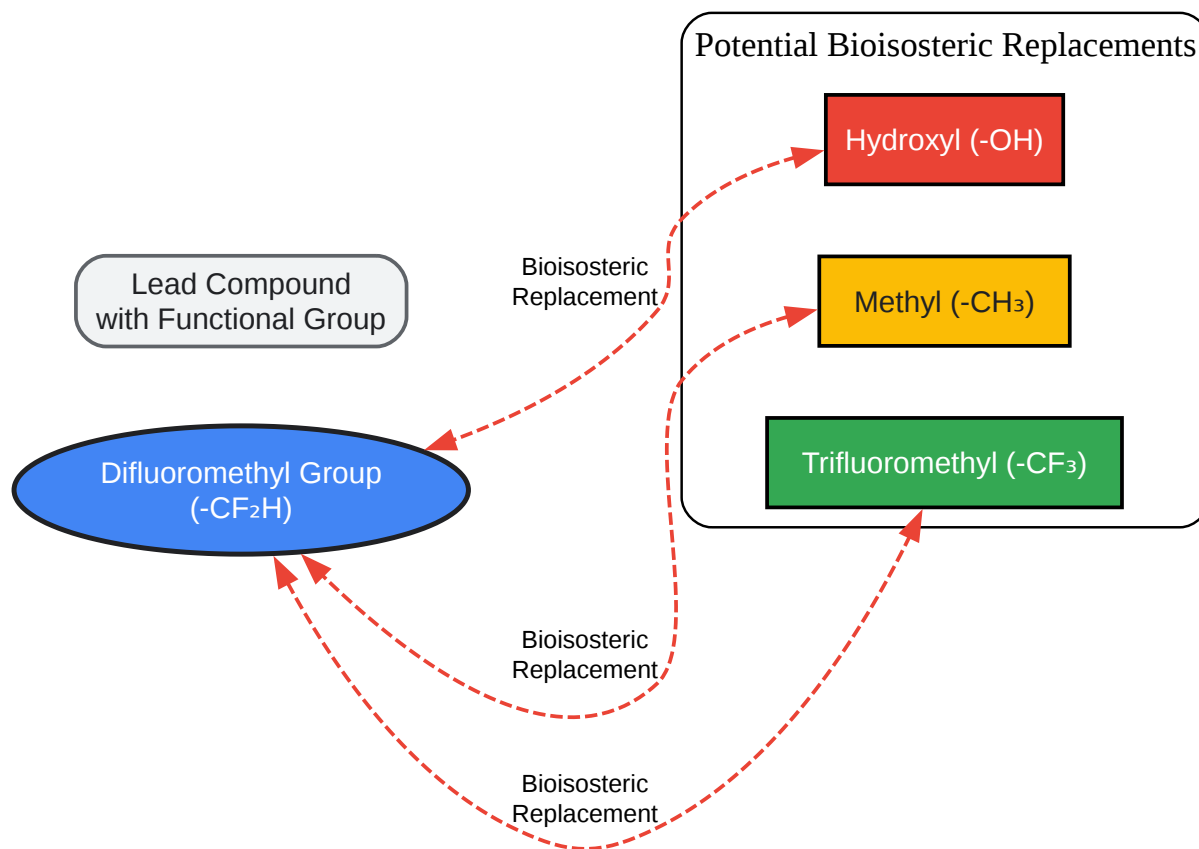 Potential Bioisosteric Replacements
Hydroxyl (-OH)
Bioisosteric
Replacement
Lead Compound
with Functional Group
Methyl (-CH₃)
Difluoromethyl Group
(-CF₂H)
Trifluoromethyl (-CF₃)
Bioisosteric
Replacement
Bioisosteric
Replacement